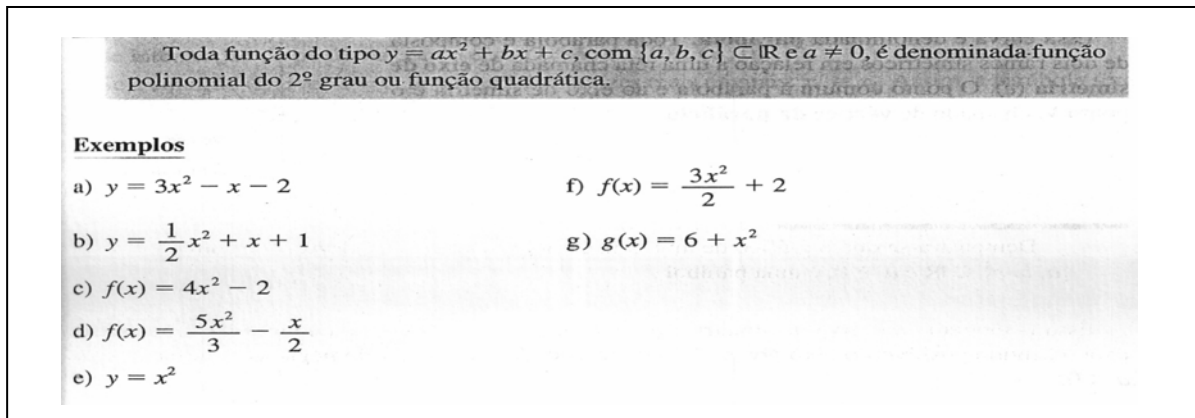 Toda função do tipo y = ax² + bx + c, com {a, b, c} ⊂ ℝ e a ≠ 0, é denominada função
polinomial do 2º grau ou função quadrática.
Exemplos
a) y = 3x² − x − 2
b) y = 1/2 x² + x + 1
c) f(x) = 4x² − 2
d) f(x) = 5x²/3 − x/2
e) y = x²
f) f(x) = 3x²/2 + 2
g) g(x) = 6 + x²